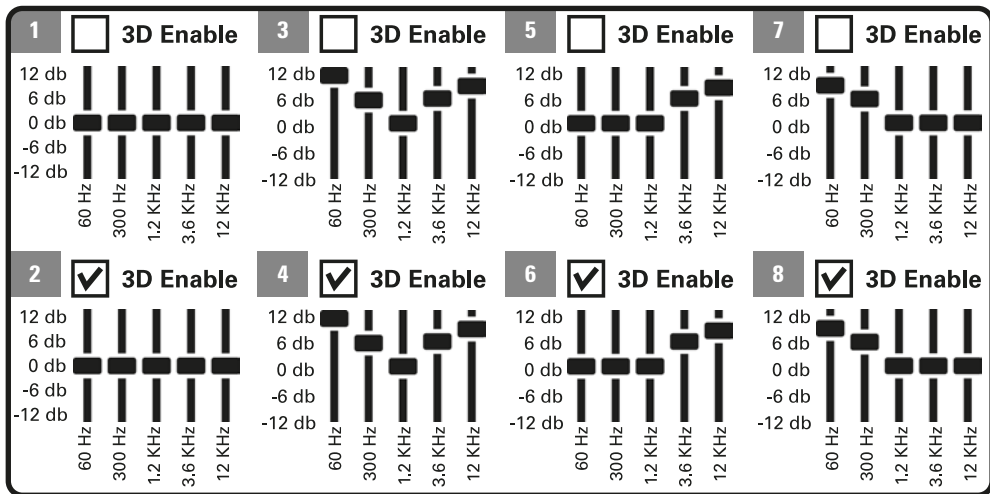 1 3D Enable
12 db
6 db
0 db
-6 db
-12 db
60 Hz 300 Hz 1.2 KHz 3.6 KHz 12 KHz
3 3D Enable
12 db
6 db
0 db
-6 db
-12 db
60 Hz 300 Hz 1.2 KHz 3.6 KHz 12 KHz
5 3D Enable
12 db
6 db
0 db
-6 db
-12 db
60 Hz 300 Hz 1.2 KHz 3.6 KHz 12 KHz
7 3D Enable
12 db
6 db
0 db
-6 db
-12 db
60 Hz 300 Hz 1.2 KHz 3.6 KHz 12 KHz
2 3D Enable
12 db
6 db
0 db
-6 db
-12 db
60 Hz 300 Hz 1.2 KHz 3.6 KHz 12 KHz
4 3D Enable
12 db
6 db
0 db
-6 db
-12 db
60 Hz 300 Hz 1.2 KHz 3.6 KHz 12 KHz
6 3D Enable
12 db
6 db
0 db
-6 db
-12 db
60 Hz 300 Hz 1.2 KHz 3.6 KHz 12 KHz
8 3D Enable
12 db
6 db
0 db
-6 db
-12 db
60 Hz 300 Hz 1.2 KHz 3.6 KHz 12 KHz